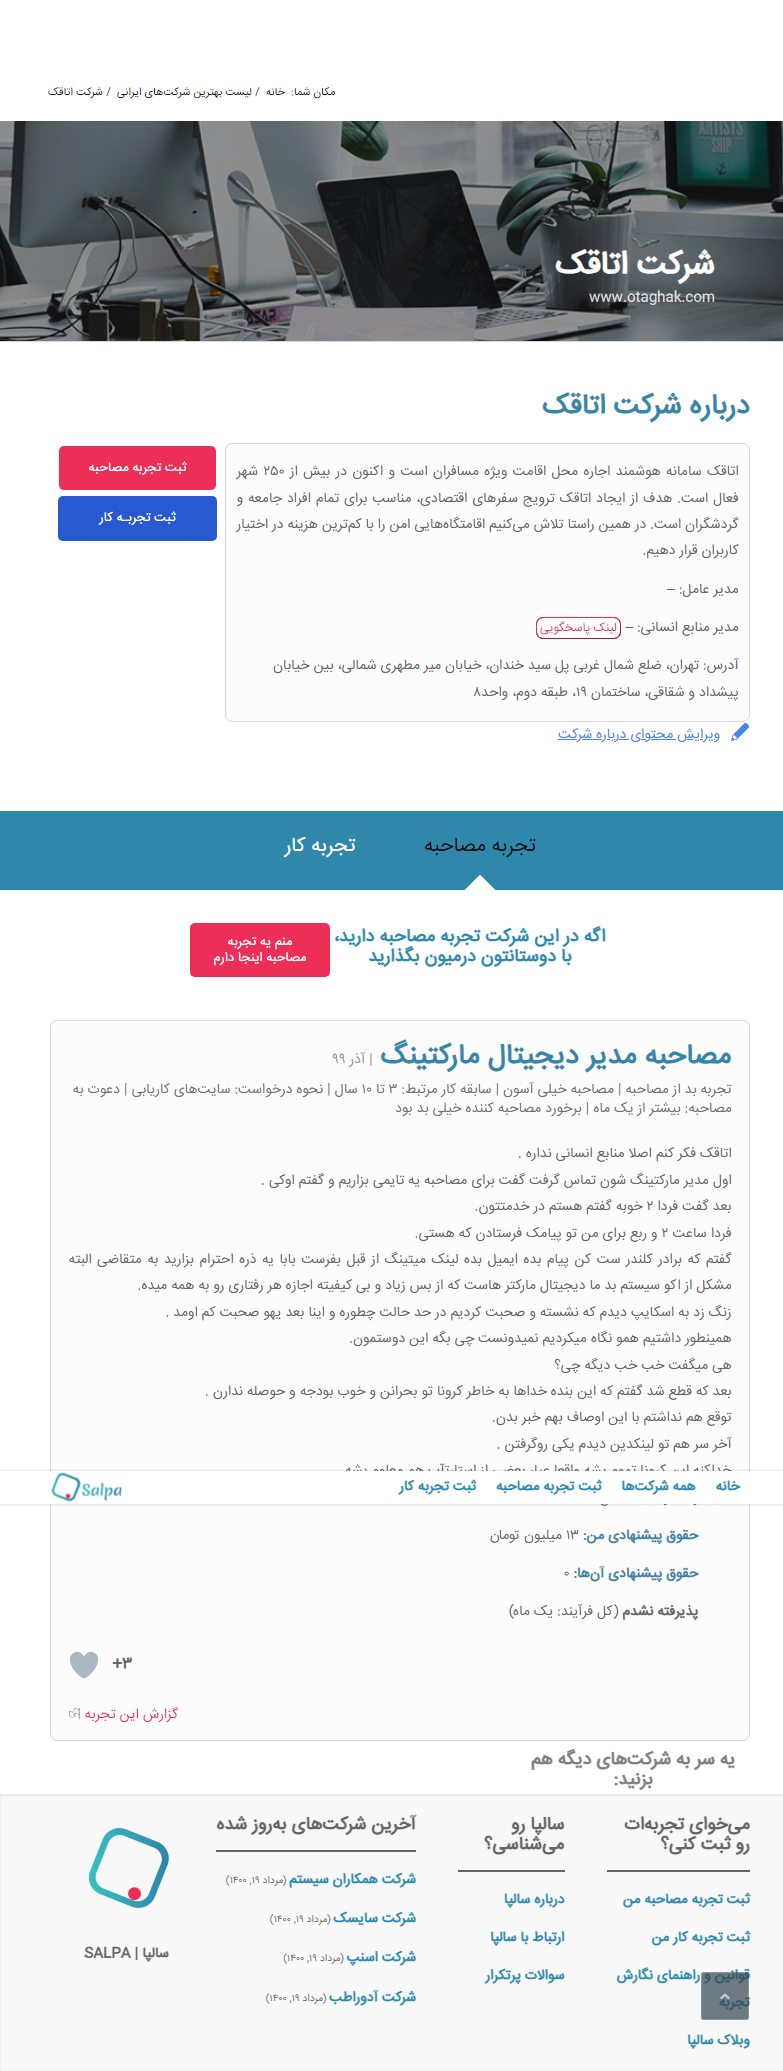 مکان شما: خانه / لیست بهترین شرکت‌های ایرانی / شرکت اتاقک
ARTISTS
SHIP
شرکت اتاقک
www.otaghak.com
درباره شرکت اتاقک
ثبت تجربه مصاحبه
ثبت تجربـه کار
اتاقک سامانه هوشمند اجاره محل اقامت ویژه مسافران است و اکنون در بیش از ۲۵۰ شهر
فعال است. هدف از ایجاد اتاقک ترویج سفرهای اقتصادی، مناسب برای تمام افراد جامعه و
گردشگران است. در همین راستا تلاش می‌کنیم اقامتگاه‌هایی امن را با کم‌ترین هزینه در اختیار
کاربران قرار دهیم.
مدیر عامل: –
مدیر منابع انسانی: – لینک پاسخگویی
آدرس: تهران، ضلع شمال غربی پل سید خندان، خیابان میر مطهری شمالی، بین خیابان
پیشداد و شقاقی، ساختمان ۱۹، طبقه دوم، واحد۸
ویرایش محتوای درباره شرکت
تجربه مصاحبه
تجربه کار
اگه در این شرکت تجربه مصاحبه دارید،
با دوستانتون درمیون بگذارید
منم یه تجربه
مصاحبه اینجا دارم
مصاحبه مدیر دیجیتال مارکتینگ | آذر ۹۹
تجربه بد از مصاحبه | مصاحبه خیلی آسون | سابقه کار مرتبط: ۳ تا ۱۰ سال | نحوه درخواست: سایت‌های کاریابی | دعوت به
مصاحبه: بیشتر از یک ماه | برخورد مصاحبه کننده خیلی بد بود
اتاقک فکر کنم اصلا منابع انسانی نداره .
اول مدیر مارکتینگ شون تماس گرفت گفت برای مصاحبه یه تایمی بزاریم و گفتم اوکی .
بعد گفت فردا ۲ خوبه گفتم هستم در خدمتتون.
فردا ساعت ۲ و ربع برای من تو پیامک فرستادن که هستی.
گفتم که برادر کلندر ست کن پیام بده ایمیل بده لینک میتینگ از قبل بفرست بابا یه ذره احترام بزارید به متقاضی البته
مشکل از اکو سیستم بد ما دیجیتال مارکتر هاست که از بس زیاد و بی کیفیته اجازه هر رفتاری رو به همه میده.
زنگ زد به اسکایپ دیدم که نشسته و صحبت کردیم در حد حالت چطوره و اینا بعد یهو صحبت کم اومد .
همینطور داشتیم همو نگاه میکردیم نمیدونست چی بگه این دوستمون.
هی میگفت خب خب دیگه چی؟
بعد که قطع شد گفتم که این بنده خداها به خاطر کرونا تو بحرانن و خوب بودجه و حوصله ندارن .
توقع هم نداشتم با این اوصاف بهم خبر بدن.
آخر سر هم تو لینکدین دیدم یکی روگرفتن .
خانه
همه شرکت‌ها
ثبت تجربه مصاحبه
ثبت تجربه کار
Salpa
حقوق پیشنهادی من: ۱۳ میلیون تومان
حقوق پیشنهادی آن‌ها: ۰
پذیرفته نشدم (کل فرآیند: یک ماه)
+۳
گزارش این تجربه
یه سر به شرکت‌های دیگه هم
بزنید:
می‌خوای تجربه‌ات
رو ثبت کنی؟
ثبت تجربه مصاحبه من
ثبت تجربه کار من
قوانین و راهنمای نگارش
تجربه
وبلاک سالپا
سالپا رو
می‌شناسی؟
درباره سالپا
ارتباط با سالپا
سوالات پرتکرار
آخرین شرکت‌های به‌روز شده
شرکت همکاران سیستم (مرداد ۱۹, ۱۴۰۰)
شرکت سایسک (مرداد ۱۹, ۱۴۰۰)
شرکت اسنپ (مرداد ۱۹, ۱۴۰۰)
شرکت آدوراطب (مرداد ۱۹, ۱۴۰۰)
سالپا | SALPA